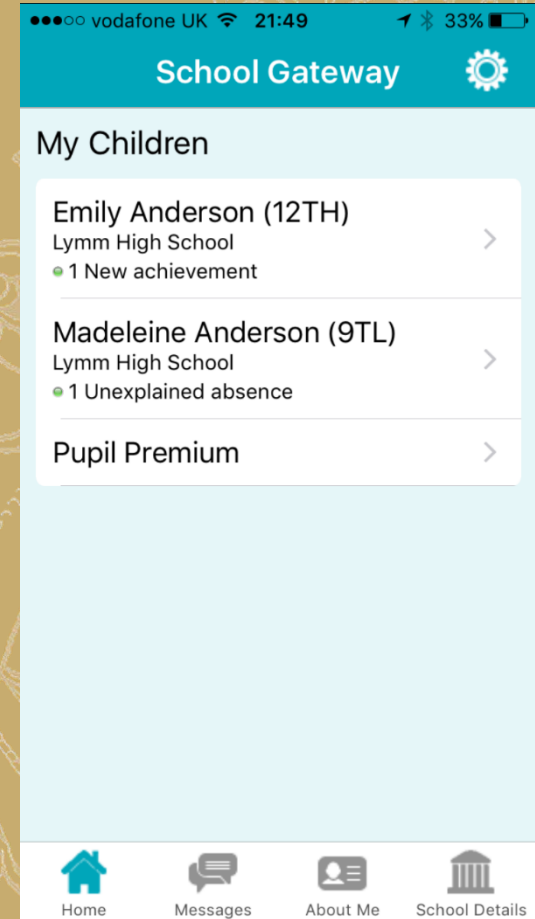 vodafone UK 21:49 33%
School Gateway
My Children
Emily Anderson (12TH)
Lymm High School
1 New achievement
Madeleine Anderson (9TL)
Lymm High School
1 Unexplained absence
Pupil Premium
Home Messages About Me School Details